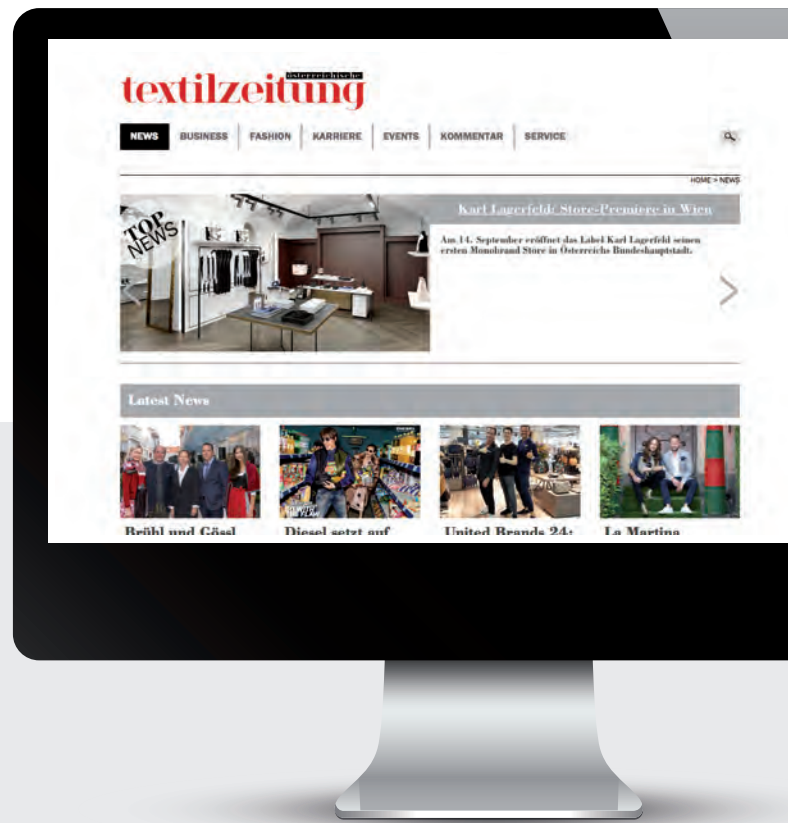 österreichische
textilzeitung
NEWS BUSINESS FASHION KARRIERE EVENTS KOMMENTAR SERVICE
HOME > NEWS
TOP
NEWS
Karl Lagerfeld: Store-Premiere in Wien
Am 14. September eröffnet das Label Karl Lagerfeld seinen
ersten Monobrand Store in Österreichs Bundeshauptstadt.
Latest News
Brühl und Gössl
Diesel setzt auf
United Brands 24:
La Martina